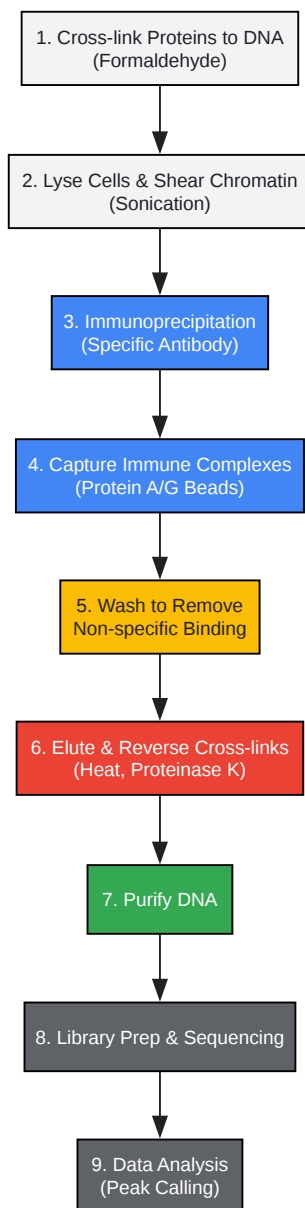 1. Cross-link Proteins to DNA
(Formaldehyde)
2. Lyse Cells & Shear Chromatin
(Sonication)
3. Immunoprecipitation
(Specific Antibody)
4. Capture Immune Complexes
(Protein A/G Beads)
5. Wash to Remove
Non-specific Binding
6. Elute & Reverse Cross-links
(Heat, Proteinase K)
7. Purify DNA
8. Library Prep & Sequencing
9. Data Analysis
(Peak Calling)